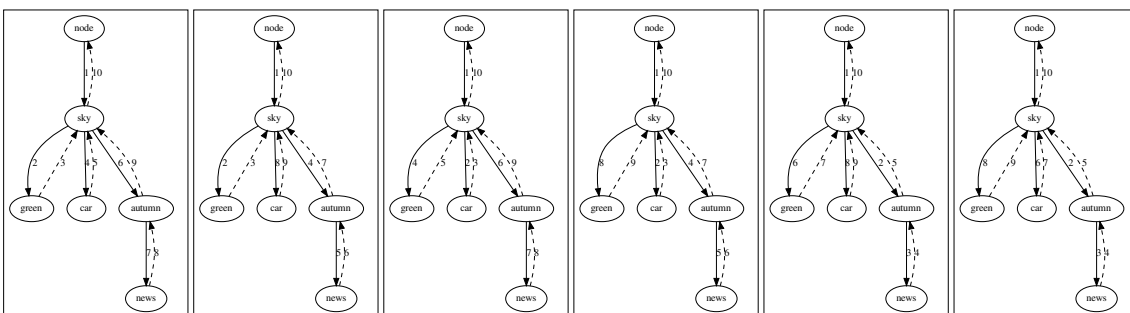 node node node node node node
1 10 1 10 1 10 1 10 1 10 1 10
sky sky sky sky sky sky
2 3 4 5 6 9 2 3 8 9 4 7 4 5 2 3 6 9 8 9 2 3 4 7 6 7 8 9 2 5 8 9 6 7 2 5
green car autumn green car autumn green car autumn green car autumn green car autumn green car autumn
7 8 5 6 7 8 5 6 3 4 3 4
news news news news news news